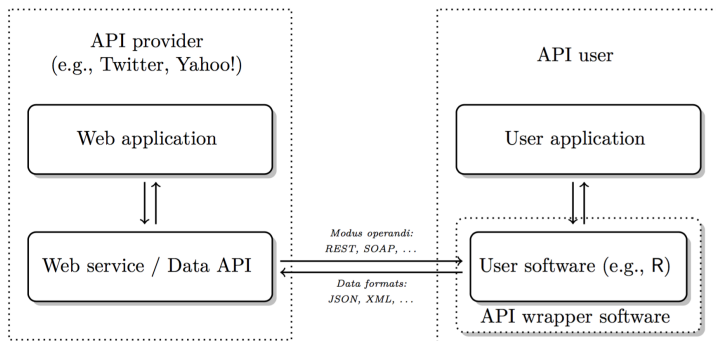 API provider
(e.g., Twitter, Yahoo!)
Web application
Web service / Data API
Modus operandi:
REST, SOAP, ...
Data formats:
JSON, XML, ...
API user
User application
User software (e.g., R)
API wrapper software